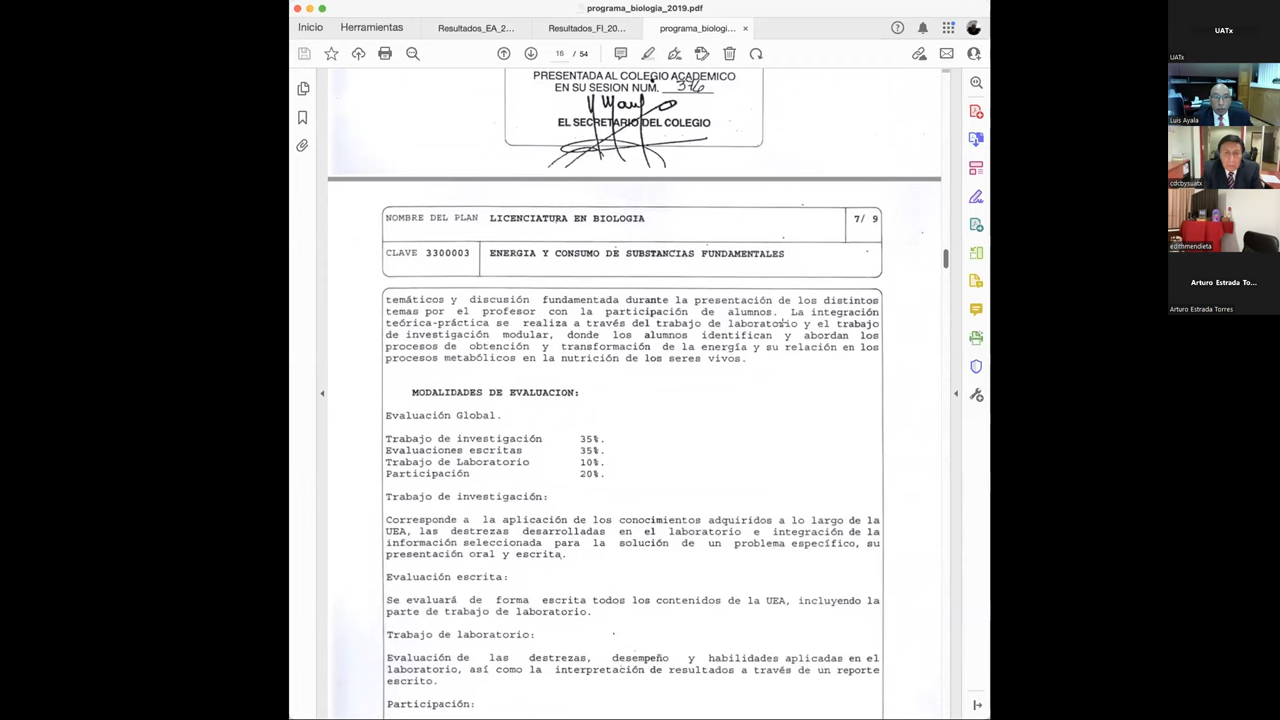 programa_biologia_2019.pdf
Inicio
Herramientas
Resultados_EA_2...
Resultados_FI_20...
programa_biologi...
18 / 54
PRESENTADA AL COLEGIO ACADEMICO
EN SU SESION NUM. 376
EL SECRETARIO DEL COLEGIO
NOMBRE DEL PLAN LICENCIATURA EN BIOLOGIA 7/ 9
CLAVE 3300003 ENERGIA Y CONSUMO DE SUBSTANCIAS FUNDAMENTALES
temáticos y discusión fundamentada durante la presentación de los distintos
temas por el profesor con la participación de alumnos. La integración
teórica-práctica se realiza a través del trabajo de laboratorio y el trabajo
de investigación modular, donde los alumnos identifican y abordan los
procesos de obtención y transformación de la energía y su relación en los
procesos metabólicos en la nutrición de los seres vivos.
MODALIDADES DE EVALUACION:
Evaluación Global.
Trabajo de investigación 35%.
Evaluaciones escritas 35%.
Trabajo de Laboratorio 10%.
Participación 20%.
Trabajo de investigación:
Corresponde a la aplicación de los conocimientos adquiridos a lo largo de la
UEA, las destrezas desarrolladas en el laboratorio e integración de la
información seleccionada para la solución de un problema específico, su
presentación oral y escrita.
Evaluación escrita:
Se evaluará de forma escrita todos los contenidos de la UEA, incluyendo la
parte de trabajo de laboratorio.
Trabajo de laboratorio:
Evaluación de las destrezas, desempeño y habilidades aplicadas en el
laboratorio, así como la interpretación de resultados a través de un reporte
escrito.
Participación:
UATx
UATx
Luis Ayala
cdcbysuatx
edithmendieta
Arturo Estrada To...
Arturo Estrada Torres